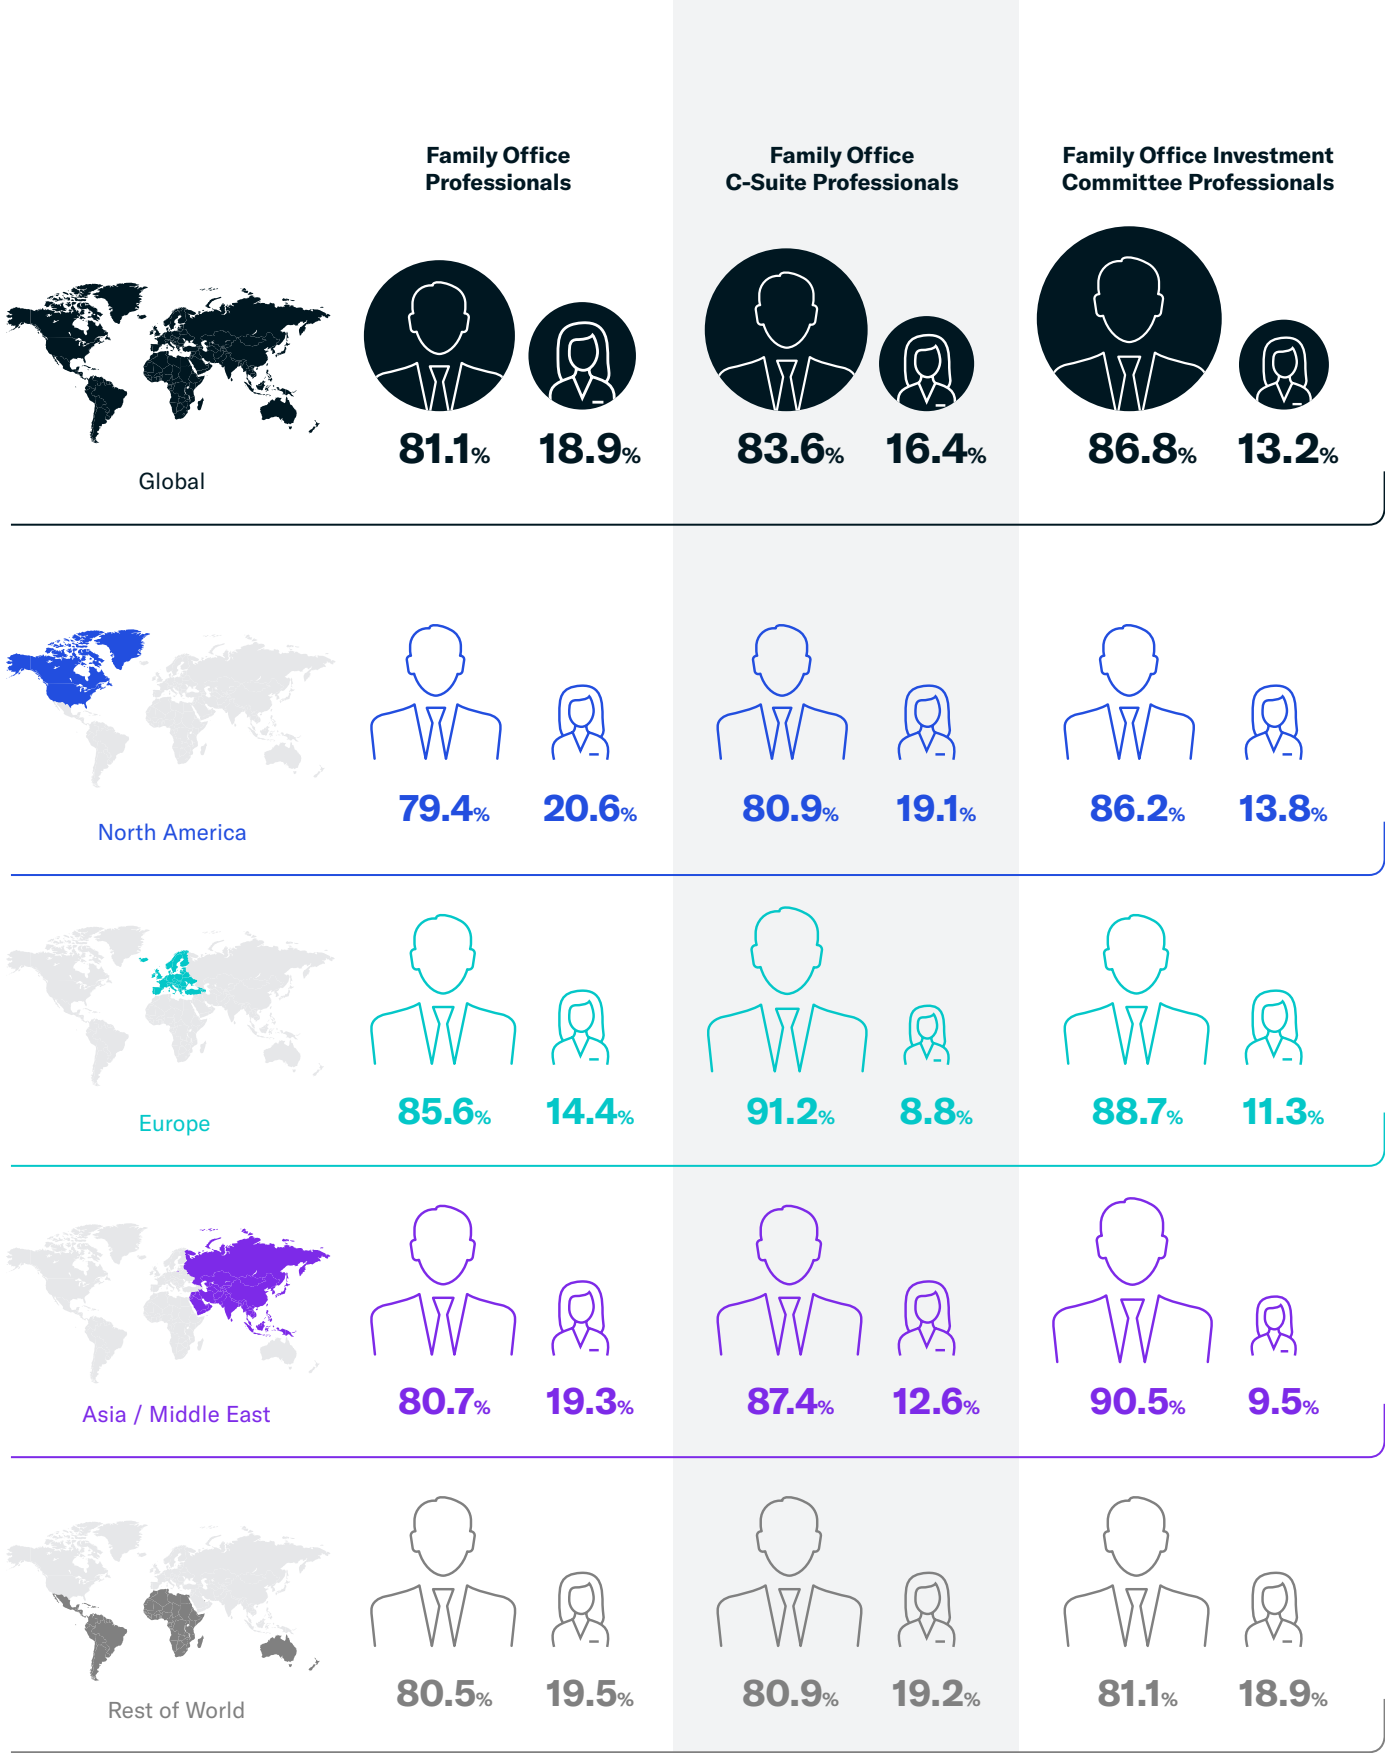 Family Office
Professionals
Family Office
C-Suite Professionals
Family Office Investment
Committee Professionals
81.1%
18.9%
83.6%
16.4%
86.8%
13.2%
Global
79.4%
20.6%
80.9%
19.1%
86.2%
13.8%
North America
85.6%
14.4%
91.2%
8.8%
88.7%
11.3%
Europe
80.7%
19.3%
87.4%
12.6%
90.5%
9.5%
Asia / Middle East
80.5%
19.5%
80.9%
19.2%
81.1%
18.9%
Rest of World